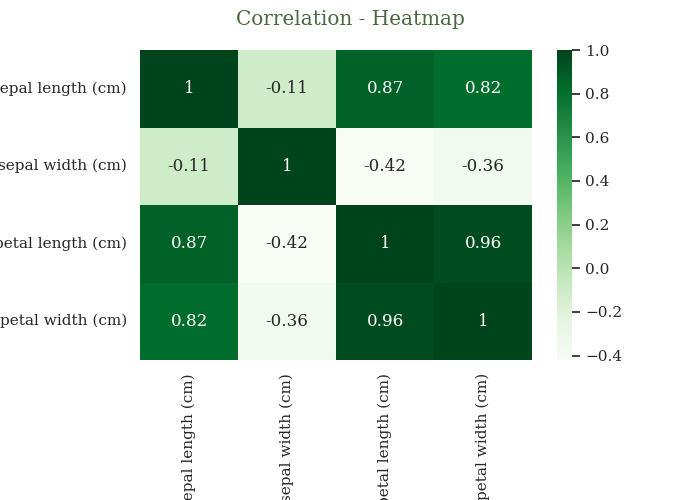 Correlation - Heatmap
epal length (cm) 1 -0.11 0.87 0.82
sepal width (cm) -0.11 1 -0.42 -0.36
petal length (cm) 0.87 -0.42 1 0.96
petal width (cm) 0.82 -0.36 0.96 1
1.0
0.8
0.6
0.4
0.2
0.0
−0.2
−0.4
epal length (cm)
sepal width (cm)
petal length (cm)
petal width (cm)